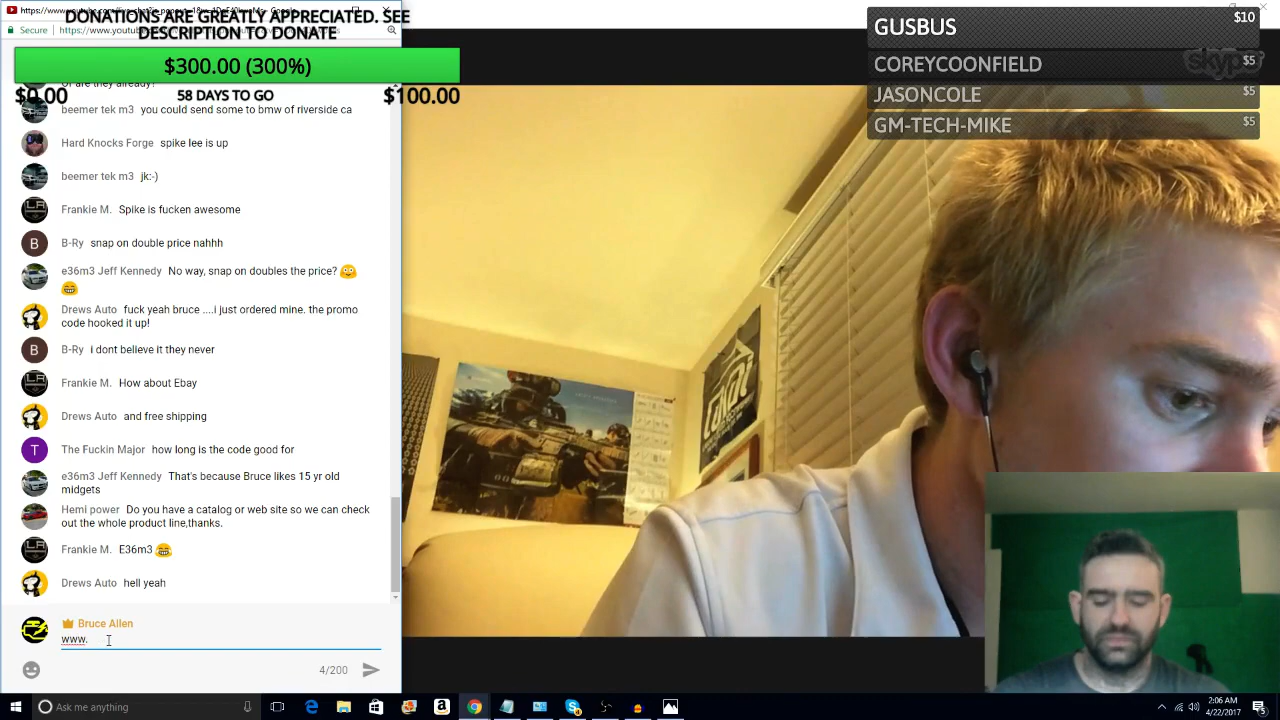 DONATIONS ARE GREATLY APPRECIATED. SEE
DESCRIPTION TO DONATE
Secure
$300.00 (300%)
$0.00
58 DAYS TO GO
$100.00
Or are they already?
beemer tek m3 you could send some to bmw of riverside ca
Hard Knocks Forge spike lee is up
beemer tek m3 jk:-)
Frankie M. Spike is fucken awesome
B
B-Ry snap on double price nahhh
e36m3 Jeff Kennedy No way, snap on doubles the price?
Drews Auto fuck yeah bruce ....i just ordered mine. the promo
code hooked it up!
B
B-Ry i dont believe it they never
Frankie M. How about Ebay
Drews Auto and free shipping
T
The Fuckin Major how long is the code good for
e36m3 Jeff Kennedy That's because Bruce likes 15 yr old
midgets
Hemi power Do you have a catalog or web site so we can check
out the whole product line,thanks.
Frankie M. E36m3
Drews Auto hell yeah
Bruce Allen
www.
4/200
GUSBUS $10
COREYCOONFIELD $5
JASONCOLE $5
GM-TECH-MIKE $5
skype
Ask me anything
2:06 AM
4/22/2017